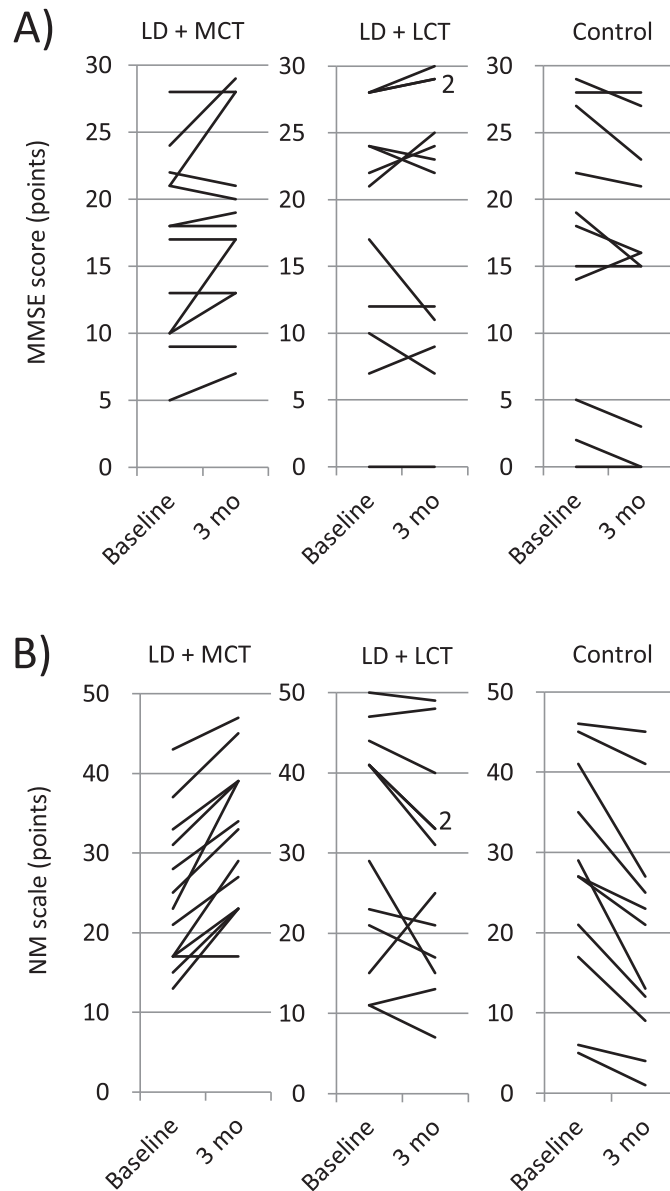 A)
LD + MCT
LD + LCT
Control
MMSE score (points)
30
25
20
15
10
5
0
Baseline
3 mo
30
25
20
15
10
5
0
2
Baseline
3 mo
30
25
20
15
10
5
0
Baseline
3 mo
B)
LD + MCT
LD + LCT
Control
NM scale (points)
50
40
30
20
10
0
Baseline
3 mo
50
40
30
20
10
0
2
Baseline
3 mo
50
40
30
20
10
0
Baseline
3 mo